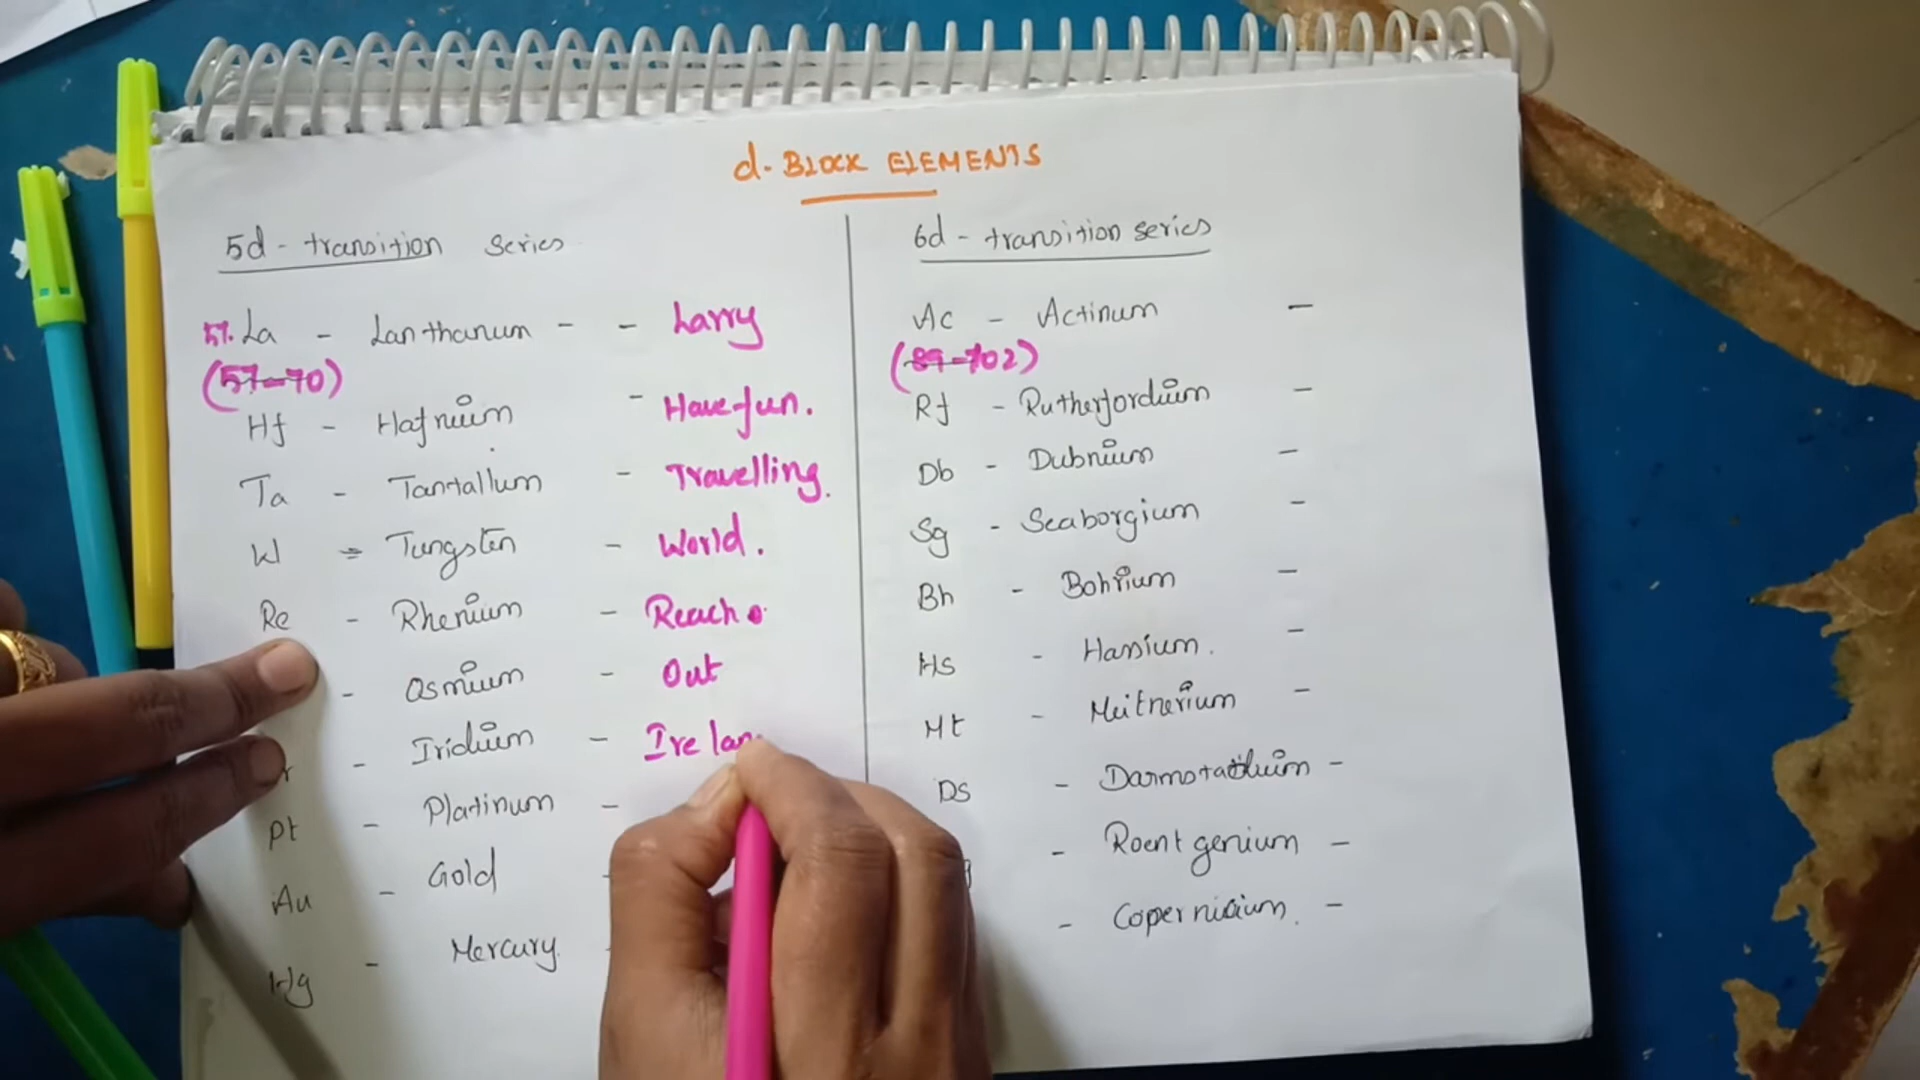 d-BLOCK ELEMENTS
5d - transition series
57. La - Lanthanum - - Larry
(57-70)
Hf - Hafnium - Have fun.
Ta - Tantallum - Travelling.
W = Tungsten - World.
Re - Rhenium - Reach
- Osmium - Out
r - Iridium - Irelan
Pt - Platinum -
Au - Gold
Hg - Mercury.
6d - transition series
Ac - Actinum -
(89-102)
Rf - Rutherfordium -
Db - Dubnium -
Sg - Seaborgium -
Bh - Bohrium -
Hs - Hassium. -
Mt - Meitnerium -
Ds - Darmstatium -
g - Roentgenium -
- Copernicium. -